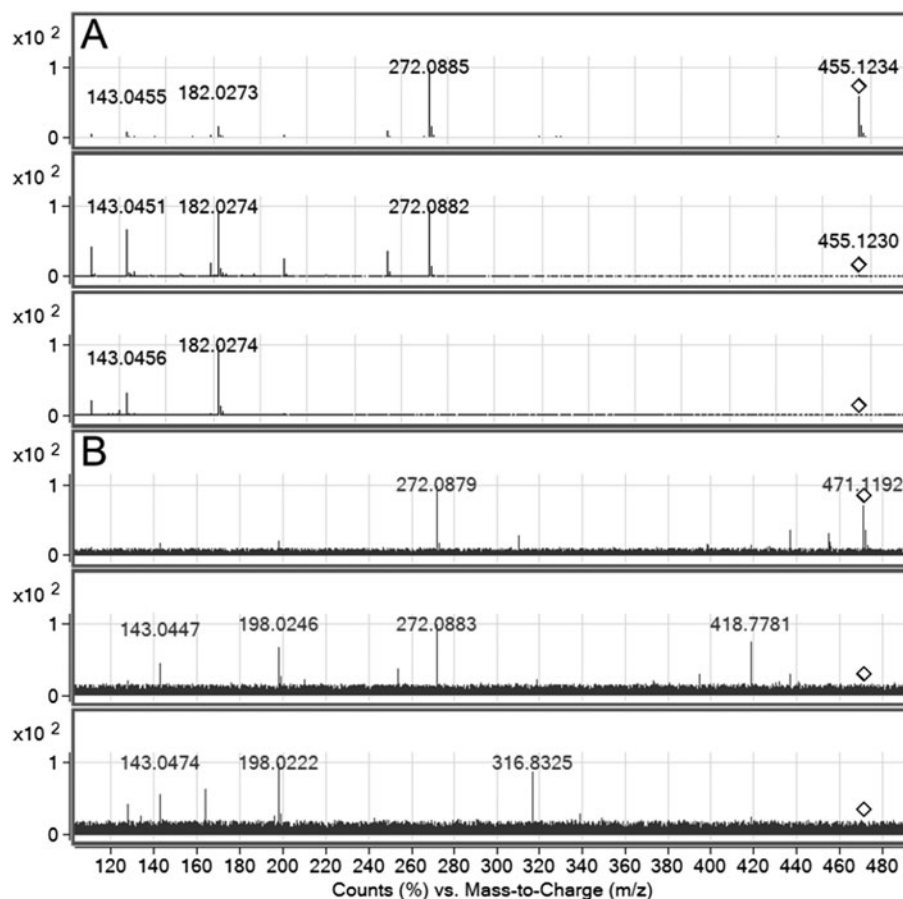 x10 2
A
1
0
143.0455 182.0273 272.0885 455.1234
x10 2
1
0
143.0451 182.0274 272.0882 455.1230
x10 2
1
0
143.0456 182.0274
x10 2
B
1
0
272.0879 471.1192
x10 2
1
0
143.0447 198.0246 272.0883 418.7781
x10 2
1
0
143.0474 198.0222 316.8325
120 140 160 180 200 220 240 260 280 300 320 340 360 380 400 420 440 460 480
Counts (%) vs. Mass-to-Charge (m/z)